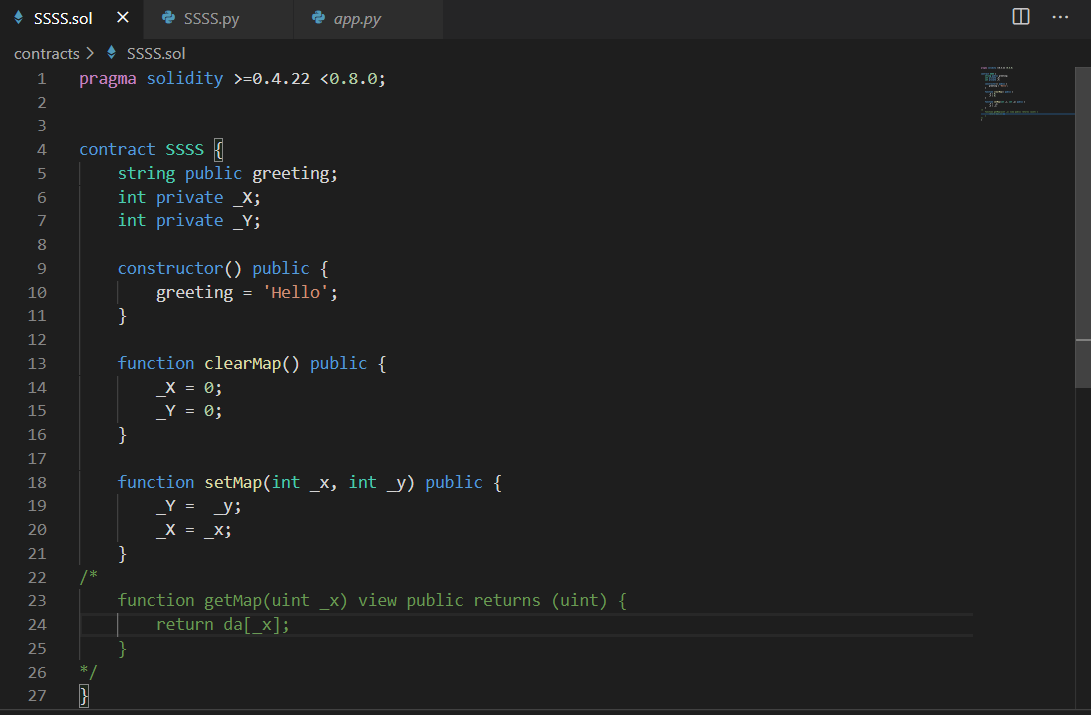 SSSS.sol SSSS.py app.py
contracts > SSSS.sol
1 pragma solidity >=0.4.22 <0.8.0;
2
3
4 contract SSSS {
5 string public greeting;
6 int private _X;
7 int private _Y;
8
9 constructor() public {
10 greeting = 'Hello';
11 }
12
13 function clearMap() public {
14 _X = 0;
15 _Y = 0;
16 }
17
18 function setMap(int _x, int _y) public {
19 _Y =  _y;
20 _X = _x;
21 }
22 /*
23 function getMap(uint _x) view public returns (uint) {
24 return da[_x];
25 }
26 */
27 }